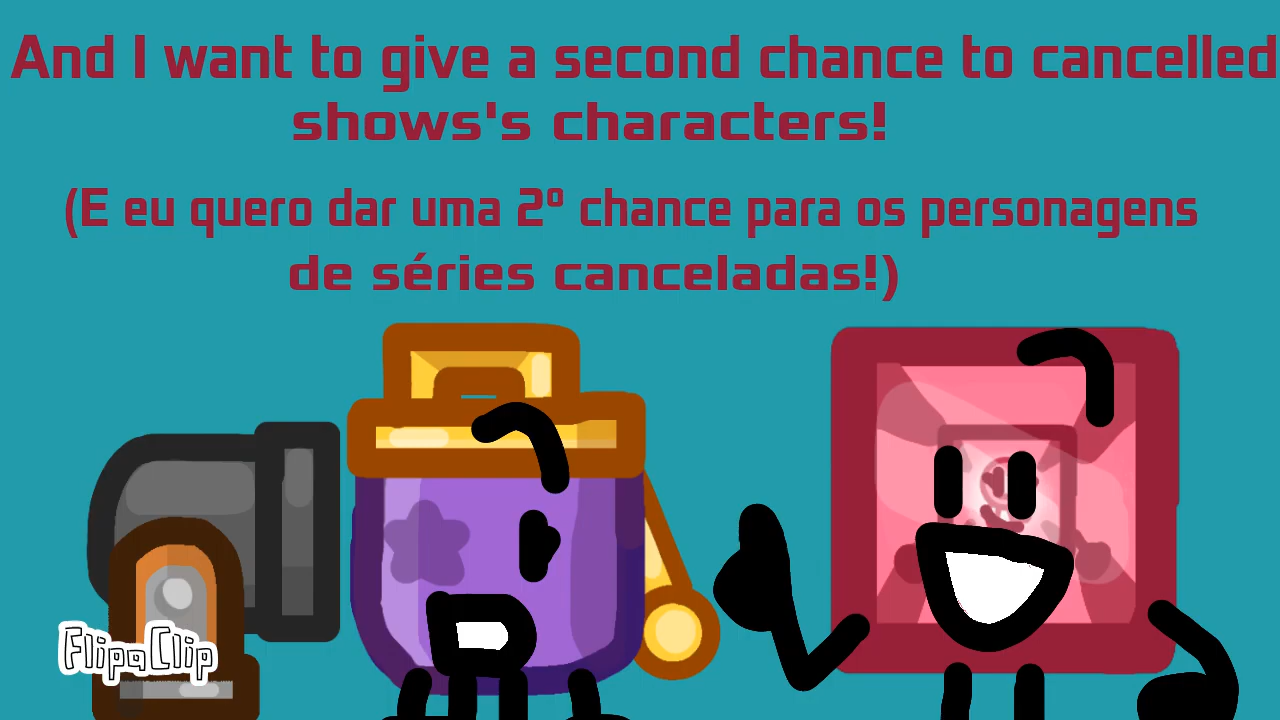 And I want to give a second chance to cancelled
shows's characters!
(E eu quero dar uma 2º chance para os personagens
de séries canceladas!)
FlipaClip